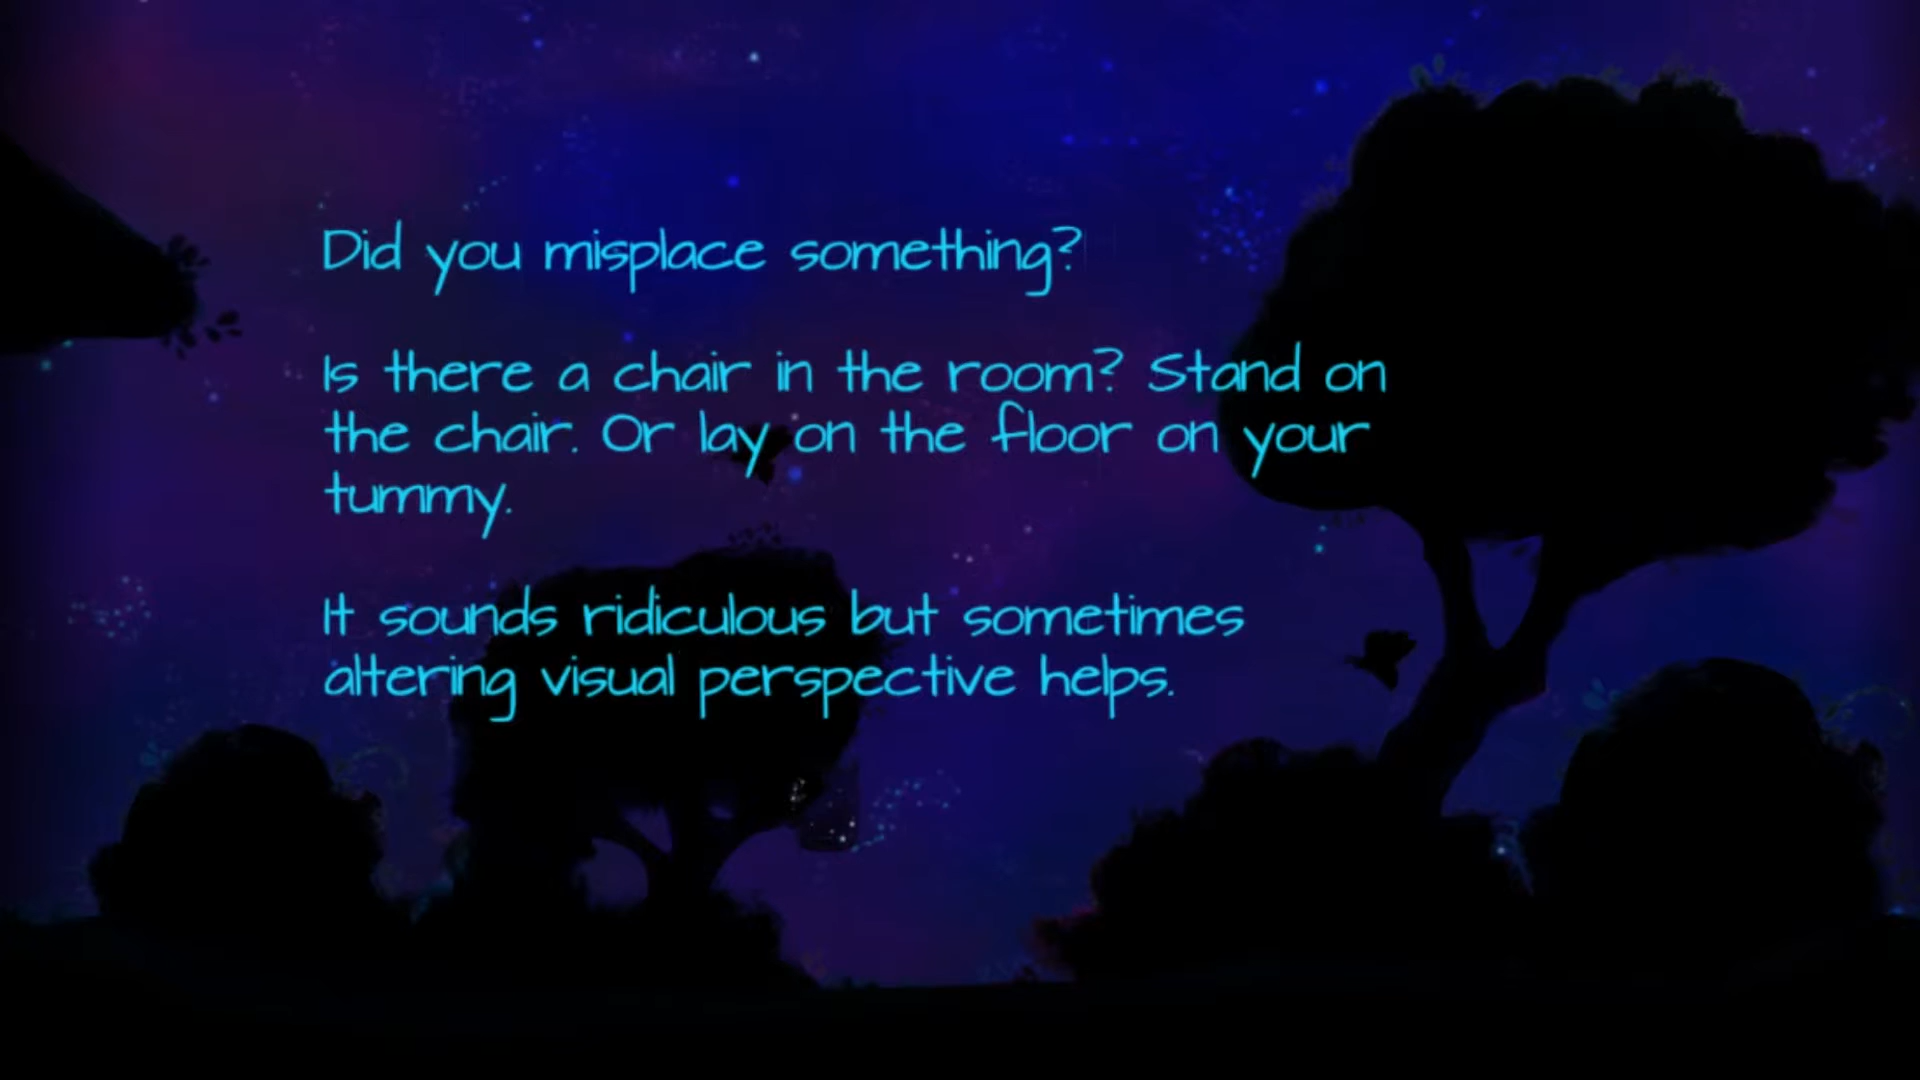 Did you misplace something?
Is there a chair in the room? Stand on
the chair. Or lay on the floor on your
tummy.
It sounds ridiculous but sometimes
altering visual perspective helps.